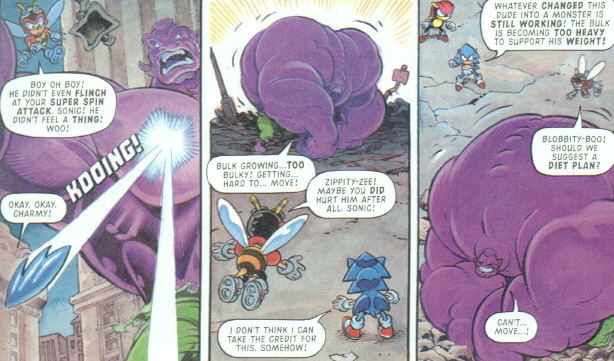 BOY OH BOY!
HE DIDN'T EVEN FLINCH
AT YOUR SUPER SPIN
ATTACK, SONIC! HE
DIDN'T FEEL A THING!
WOO!
KDOING!
OKAY, OKAY,
CHARMY!
BULK GROWING...TOO
BULKY! GETTING...
HARD TO... MOVE!
ZIPPITY-ZEE!
MAYBE YOU DID
HURT HIM AFTER
ALL, SONIC!
I DON'T THINK I CAN
TAKE THE CREDIT FOR
THIS, SOMEHOW!
WHATEVER CHANGED THIS
DUDE INTO A MONSTER IS
STILL WORKING! THE BULK
IS BECOMING TOO HEAVY
TO SUPPORT HIS WEIGHT!
BLOBBITY-BOO!
SHOULD WE
SUGGEST A
DIET PLAN?
CAN'T...
MOVE...!